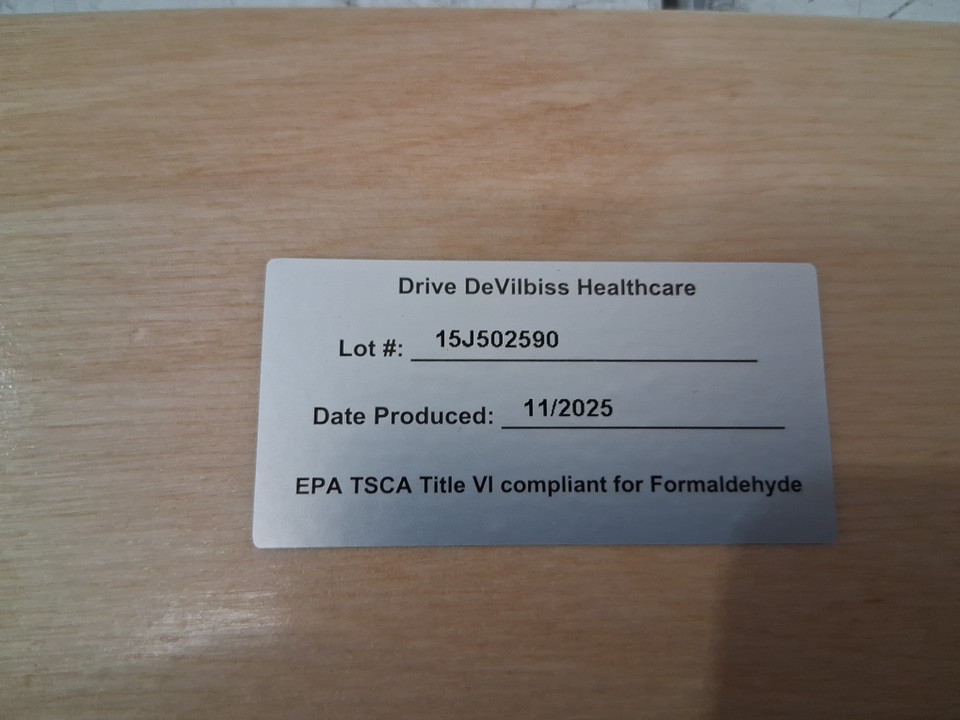 Drive DeVilbiss Healthcare
Lot #: 15J502590
Date Produced: 11/2025
EPA TSCA Title VI compliant for Formaldehyde